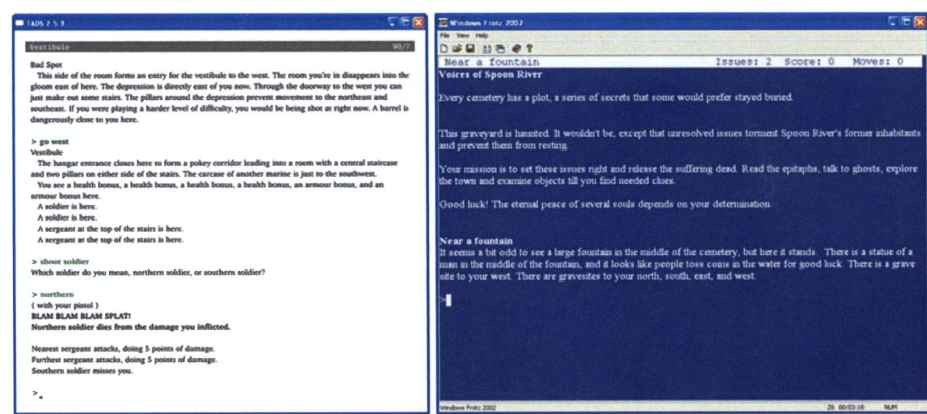 TADS 2.5.9
Vestibule 90/7
Bad Spot
This side of the room forms an entry for the vestibule to the west. The room you're in disappears into the
gloom east of here. The depression is directly east of you now. Through the doorway to the west you can
just make out some stairs. The pillars around the depression prevent movement to the northeast and
southeast. If you were playing a harder level of difficulty, you would be being shot at right now. A barrel is
dangerously close to you here.
> go west
Vestibule
The hangar entrance closes here to form a pokey corridor leading into a room with a central staircase
and two pillars on either side of the stairs. The carcase of another marine is just to the southwest.
You see a health bonus, a health bonus, a health bonus, a health bonus, an armour bonus, and an
armour bonus here.
A soldier is here.
A soldier is here.
A sergeant at the top of the stairs is here.
A sergeant at the top of the stairs is here.
> shoot soldier
Which soldier do you mean, northern soldier, or southern soldier?
> northern
( with your pistol )
BLAM BLAM BLAM SPLAT!
Northern soldier dies from the damage you inflicted.
Nearest sergeant attacks, doing 5 points of damage.
Furthest sergeant attacks, doing 5 points of damage.
Southern soldier misses you.
>
Windows Frotz 2002
File View Help
Near a fountain Issues: 2 Score: 0 Moves: 0
Voices of Spoon River
Every cemetery has a plot, a series of secrets that some would prefer stayed buried.
This graveyard is haunted. It wouldn't be, except that unresolved issues torment Spoon River's former inhabitants
and prevent them from resting.
Your mission is to set these issues right and release the suffering dead. Read the epitaphs, talk to ghosts, explore
the town and examine objects till you find needed clues.
Good luck! The eternal peace of several souls depends on your determination.
Near a fountain
It seems a bit odd to see a large fountain in the middle of the cemetery, but here it stands. There is a statue of a
man in the middle of the fountain, and it looks like people toss coins in the water for good luck. There is a grave
site to your west. There are gravesites to your north, south, east, and west.
>
Windows Frotz 2002 28 00:03:18 NUM